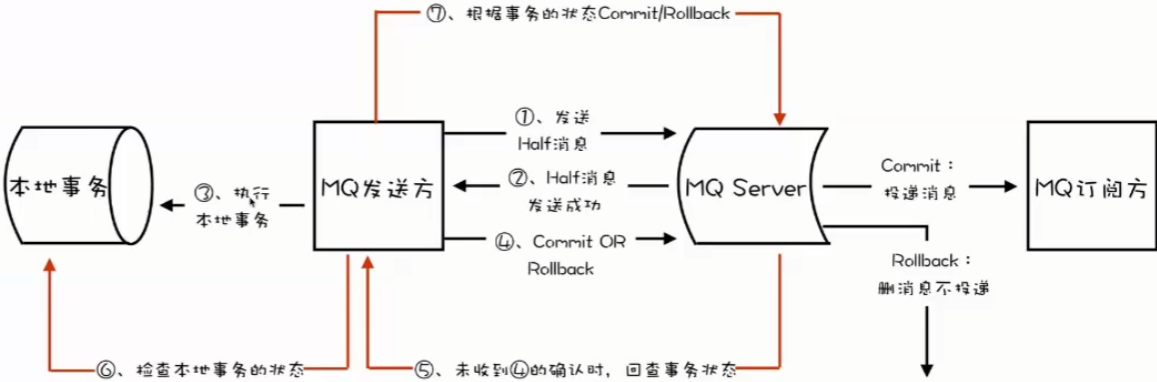 ⑦、根据事务的状态Commit/Rollback
①、发送
Half消息
②、Half消息
发送成功
③、执行
本地事务
④、Commit OR
Rollback
本地事务
MQ发送方
MQ Server
Commit：
投递消息
MQ订阅方
Rollback：
删消息不投递
⑥、检查本地事务的状态
⑤、未收到④的确认时，回查事务状态